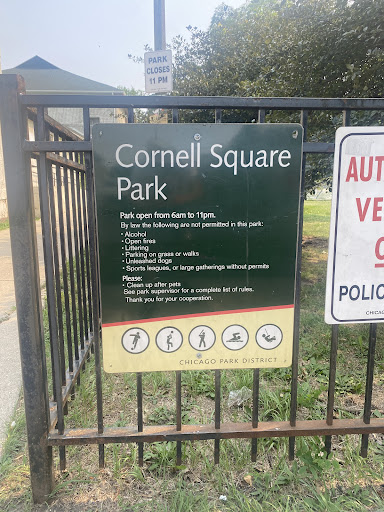 PARK
CLOSES
11 PM
Cornell Square
Park
Park open from 6am to 11pm.
By law the following are not permitted in this park:
• Alcohol
• Open fires
• Littering
• Parking on grass or walks
• Unleashed dogs
• Sports leagues, or large gatherings without permits
Please:
• Clean up after pets
See park supervisor for a complete list of rules.
Thank you for your cooperation.
CHICAGO PARK DISTRICT
AUT
VE
POLIC
CHICA